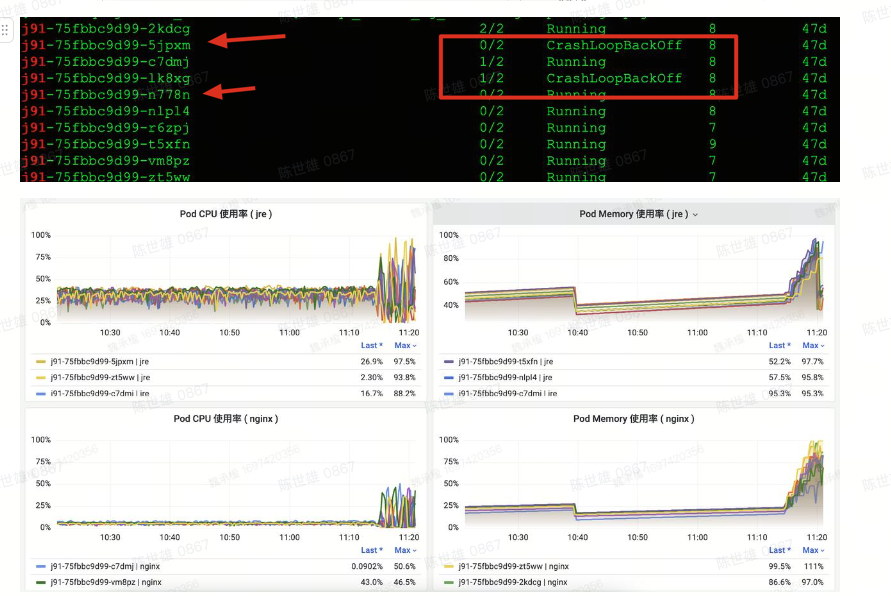 j91-75fbbc9d99-2kdcg 2/2 Running 8 47d
j91-75fbbc9d99-5jpxm 0/2 CrashLoopBackOff 8 47d
j91-75fbbc9d99-c7dmj 1/2 Running 8 47d
j91-75fbbc9d99-lk8xg 1/2 CrashLoopBackOff 8 47d
j91-75fbbc9d99-n778n 0/2 Running 8 47d
j91-75fbbc9d99-nlpl4 0/2 Running 8 47d
j91-75fbbc9d99-r6zpj 0/2 Running 7 47d
j91-75fbbc9d99-t5xfn 0/2 Running 9 47d
j91-75fbbc9d99-vm8pz 0/2 Running 7 47d
j91-75fbbc9d99-zt5ww 0/2 Running 7 47d
陈世雄 0867
Pod CPU 使用率 ( jre )
100%
75%
50%
25%
0%
10:30 10:40 10:50 11:00 11:10 11:20
Last * Max
j91-75fbbc9d99-5jpxm | jre 26.9% 97.5%
j91-75fbbc9d99-zt5ww | jre 2.30% 93.8%
j91-75fbbc9d99-c7dmj | jre 16.7% 88.2%
Pod Memory 使用率 ( jre )
100%
80%
60%
40%
10:30 10:40 10:50 11:00 11:10 11:20
Last * Max
j91-75fbbc9d99-t5xfn | jre 52.2% 97.7%
j91-75fbbc9d99-nlpl4 | jre 57.5% 95.8%
j91-75fbbc9d99-c7dmj | jre 95.3% 95.3%
Pod CPU 使用率 ( nginx )
100%
75%
50%
25%
0%
10:30 10:40 10:50 11:00 11:10 11:20
Last * Max
j91-75fbbc9d99-c7dmj | nginx 0.0902% 50.6%
j91-75fbbc9d99-vm8pz | nginx 43.0% 46.5%
Pod Memory 使用率 ( nginx )
100%
75%
50%
25%
0%
10:30 10:40 10:50 11:00 11:10 11:20
Last * Max
j91-75fbbc9d99-zt5ww | nginx 99.5% 111%
j91-75fbbc9d99-2kdcg | nginx 86.6% 97.0%